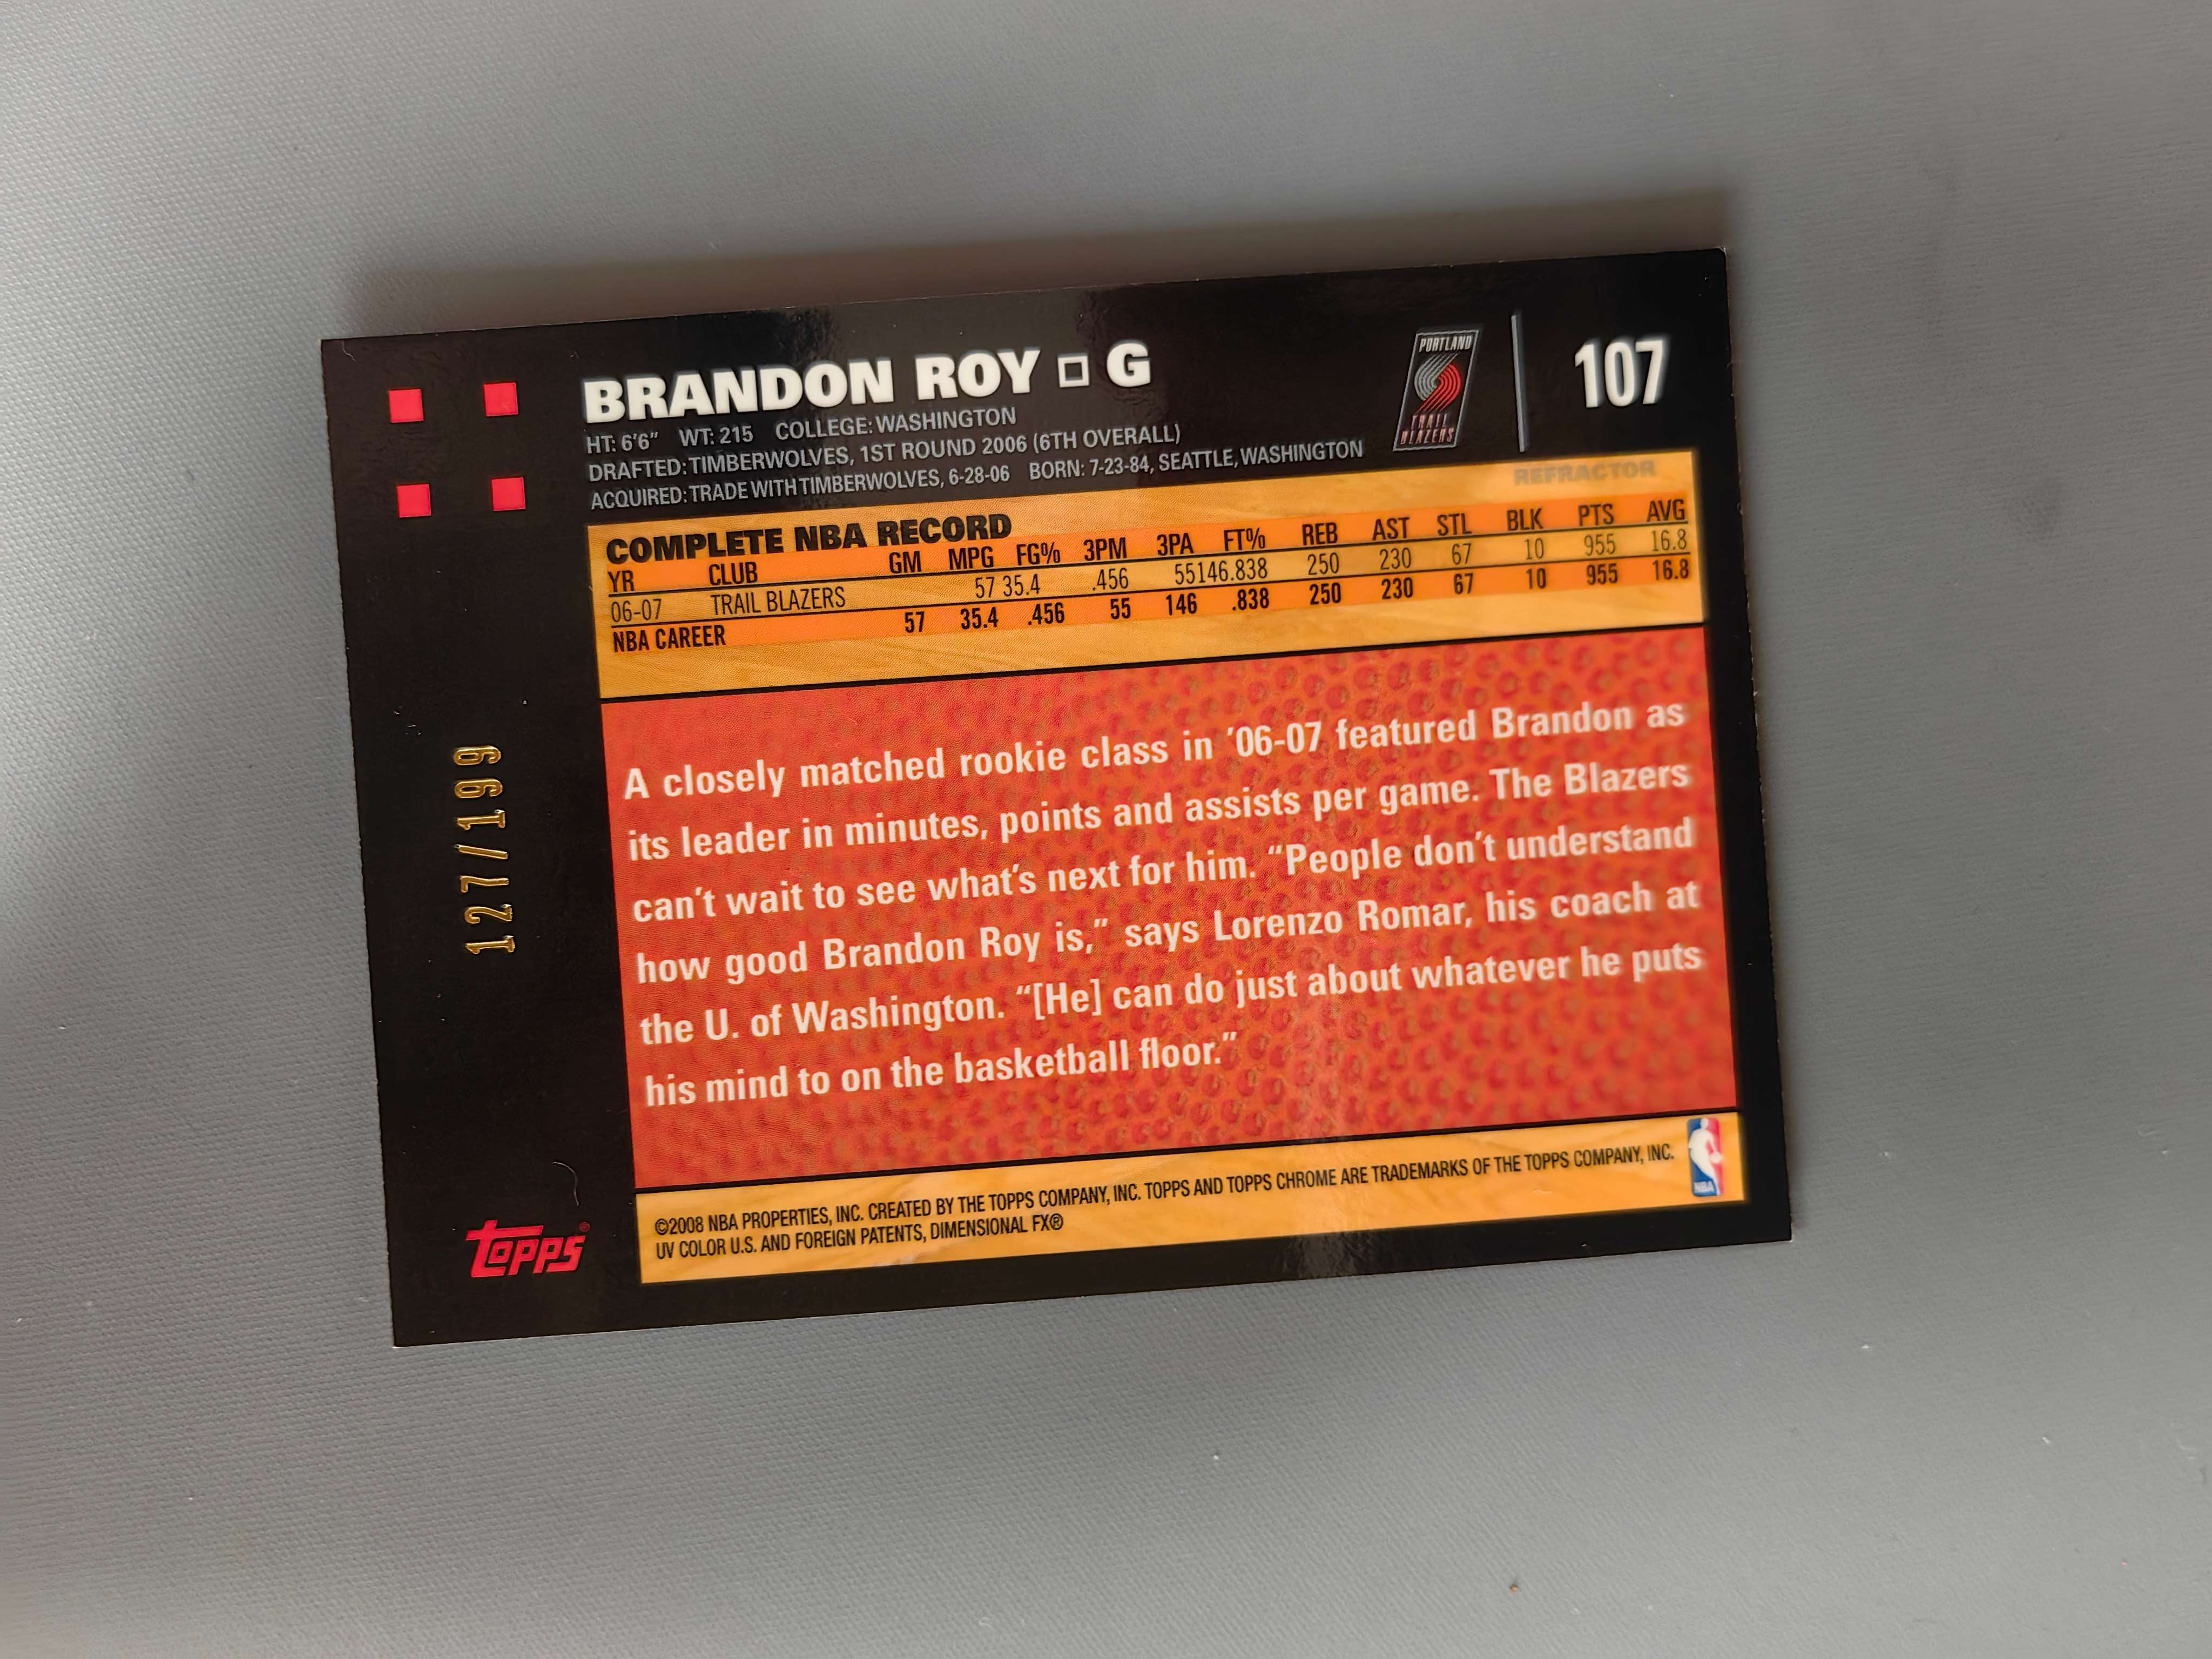 BRANDON ROY □ G
107
PORTLAND
TRAIL
BLAZERS
HT: 6'6" WT: 215 COLLEGE: WASHINGTON
DRAFTED: TIMBERWOLVES, 1ST ROUND 2006 (6TH OVERALL)
ACQUIRED: TRADE WITH TIMBERWOLVES, 6-28-06 BORN: 7-23-84, SEATTLE, WASHINGTON
REFRACTOR
COMPLETE NBA RECORD
YR CLUB GM MPG FG% 3PM 3PA FT% REB AST STL BLK PTS AVG
06-07 TRAIL BLAZERS 57 35.4 .456 55146.838 250 230 67 10 955 16.8
NBA CAREER 57 35.4 .456 55 146 .838 250 230 67 10 955 16.8
127/199
A closely matched rookie class in '06-07 featured Brandon as
its leader in minutes, points and assists per game. The Blazers
can't wait to see what's next for him. “People don't understand
how good Brandon Roy is,” says Lorenzo Romar, his coach at
the U. of Washington. “[He] can do just about whatever he puts
his mind to on the basketball floor.”
©2008 NBA PROPERTIES, INC. CREATED BY THE TOPPS COMPANY, INC. TOPPS AND TOPPS CHROME ARE TRADEMARKS OF THE TOPPS COMPANY, INC.
UV COLOR U.S. AND FOREIGN PATENTS, DIMENSIONAL FX®
NBA
topps®